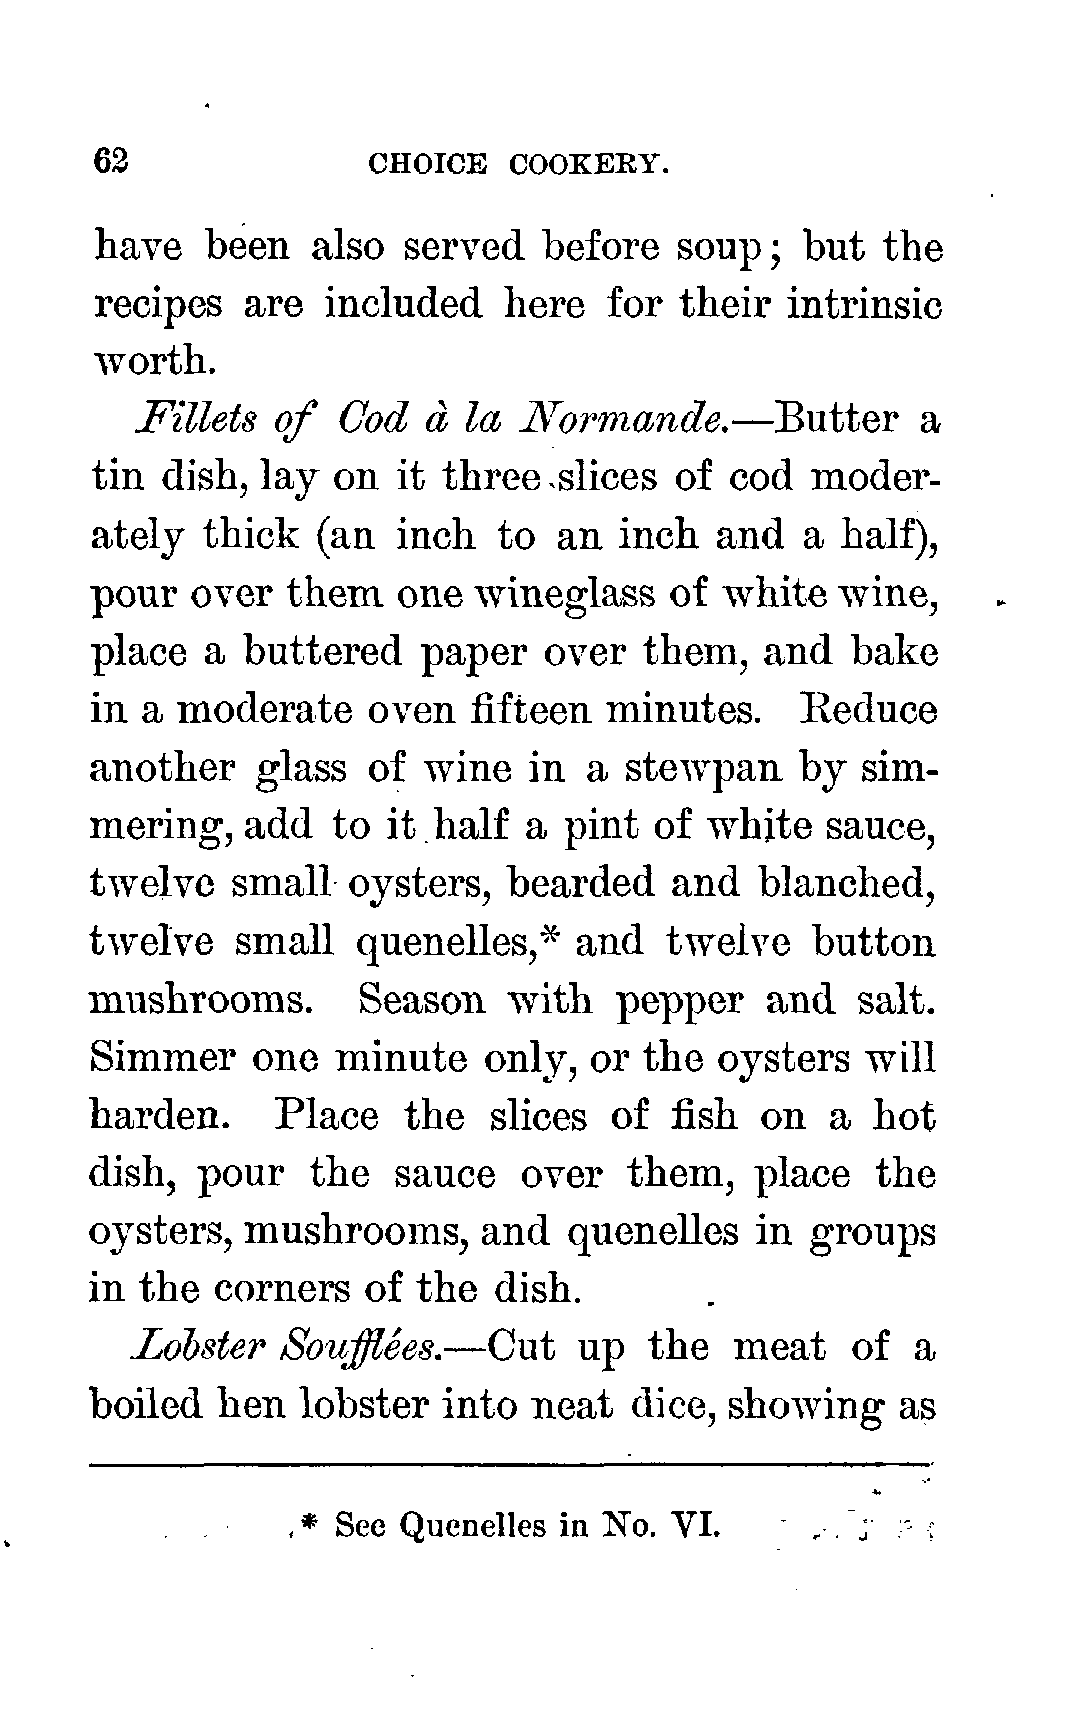 62 CHOICE COOKERY.
have been also served before soup; but the
recipes are included here for their intrinsic
worth.
Fillets of Cod à la Normande.—Butter a
tin dish, lay on it three slices of cod moder-
ately thick (an inch to an inch and a half),
pour over them one wineglass of white wine,
place a buttered paper over them, and bake
in a moderate oven fifteen minutes. Reduce
another glass of wine in a stewpan by sim-
mering, add to it half a pint of white sauce,
twelve small oysters, bearded and blanched,
twelve small quenelles,* and twelve button
mushrooms. Season with pepper and salt.
Simmer one minute only, or the oysters will
harden. Place the slices of fish on a hot
dish, pour the sauce over them, place the
oysters, mushrooms, and quenelles in groups
in the corners of the dish.
Lobster Soufflées.—Cut up the meat of a
boiled hen lobster into neat dice, showing as
* See Quenelles in No. VI.